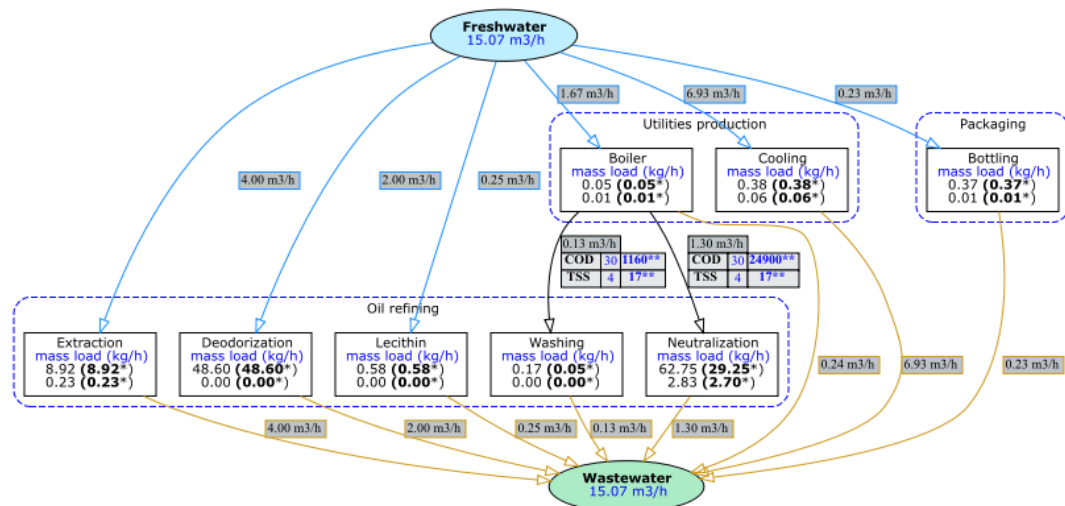 Freshwater
15.07 m3/h
1.67 m3/h
6.93 m3/h
0.23 m3/h
Utilities production
Packaging
Boiler
mass load (kg/h)
0.05 (0.05*)
0.01 (0.01*)
Cooling
mass load (kg/h)
0.38 (0.38*)
0.06 (0.06*)
Bottling
mass load (kg/h)
0.37 (0.37*)
0.01 (0.01*)
4.00 m3/h
2.00 m3/h
0.25 m3/h
0.13 m3/h
COD 30 1160**
TSS 4 17**
1.30 m3/h
COD 30 24900**
TSS 4 17**
Oil refining
Extraction
mass load (kg/h)
8.92 (8.92*)
0.23 (0.23*)
Deodorization
mass load (kg/h)
48.60 (48.60*)
0.00 (0.00*)
Lecithin
mass load (kg/h)
0.58 (0.58*)
0.00 (0.00*)
Washing
mass load (kg/h)
0.17 (0.05*)
0.00 (0.00*)
Neutralization
mass load (kg/h)
62.75 (29.25*)
2.83 (2.70*)
0.24 m3/h
6.93 m3/h
0.23 m3/h
4.00 m3/h
2.00 m3/h
0.25 m3/h
0.13 m3/h
1.30 m3/h
Wastewater
15.07 m3/h